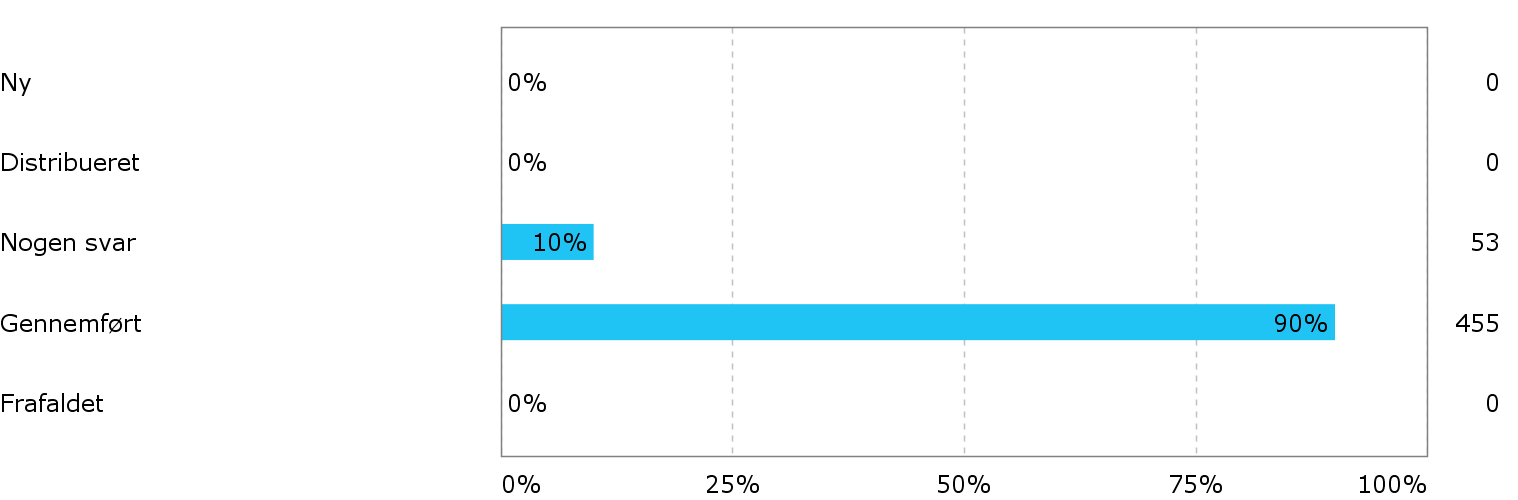 Ny 0% 0
Distribueret 0% 0
Nogen svar 10% 53
Gennemført 90% 455
Frafaldet 0% 0
0% 25% 50% 75% 100%